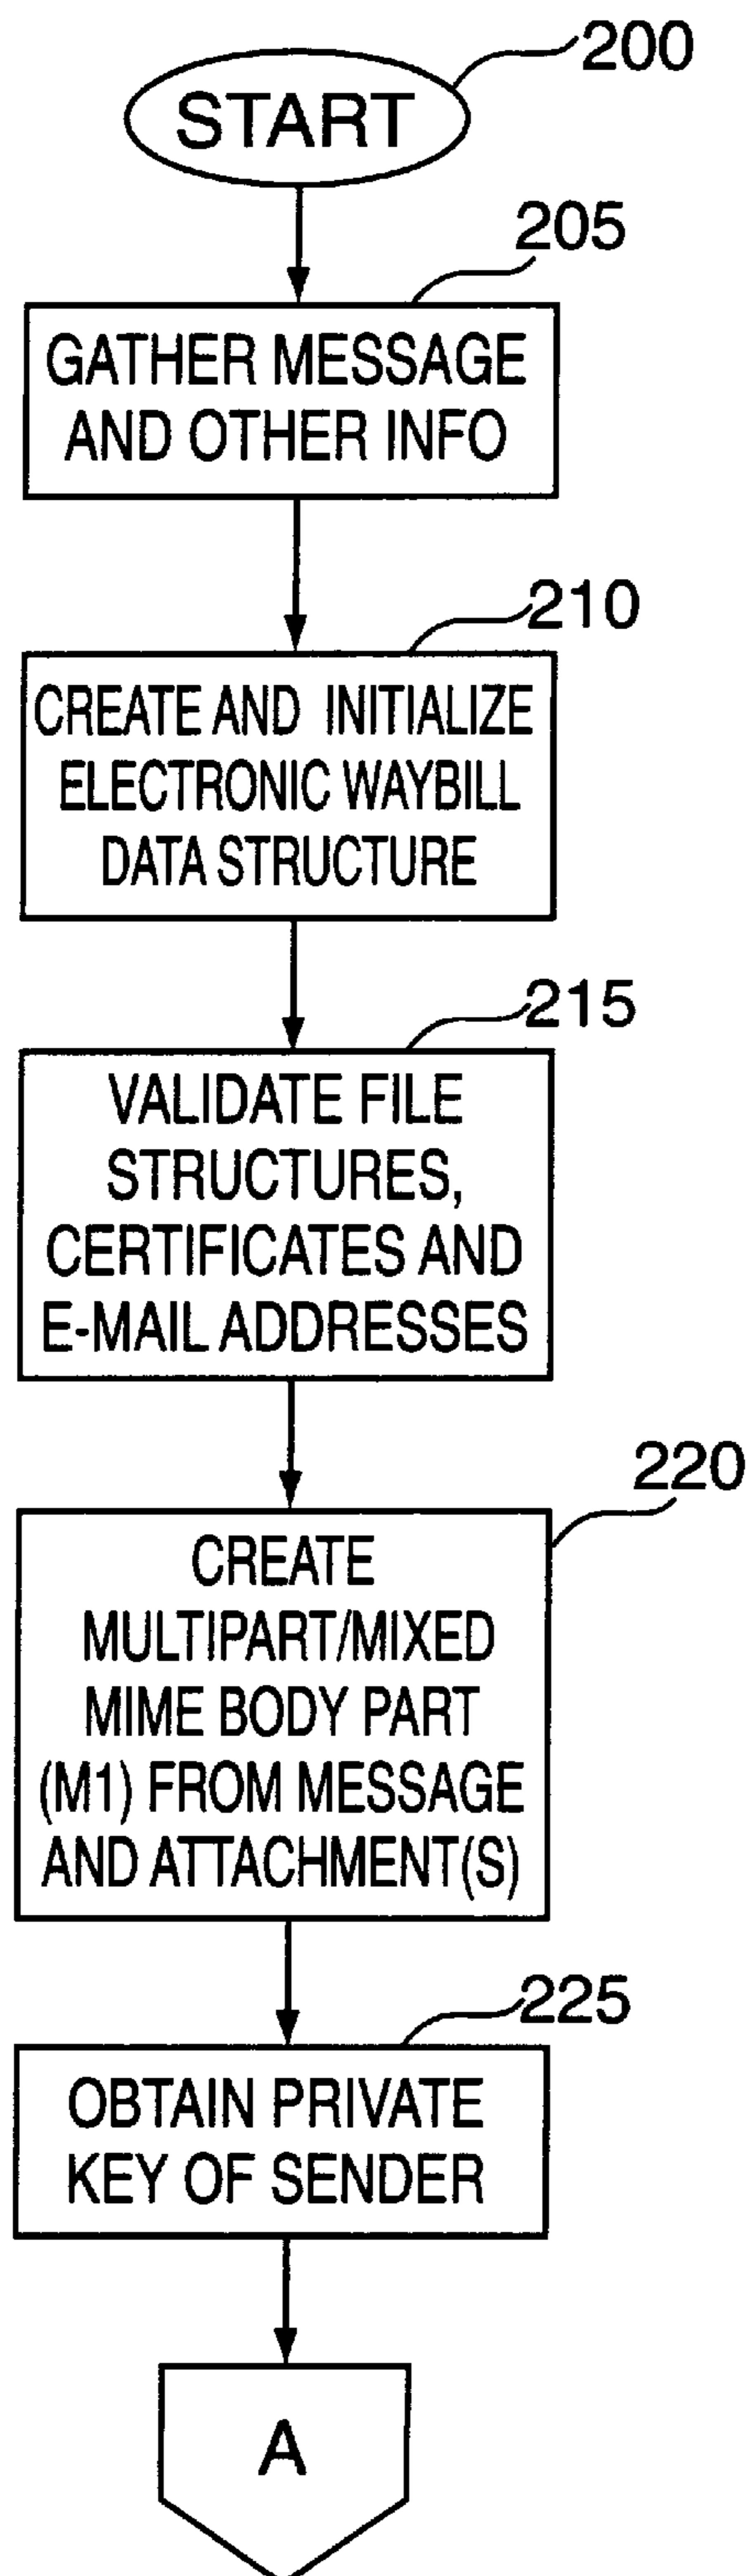 200
START
205
GATHER MESSAGE
AND OTHER INFO
210
CREATE AND INITIALIZE
ELECTRONIC WAYBILL
DATA STRUCTURE
215
VALIDATE FILE
STRUCTURES,
CERTIFICATES AND
E-MAIL ADDRESSES
220
CREATE
MULTIPART/MIXED
MIME BODY PART
(M1) FROM MESSAGE
AND ATTACHMENT(S)
225
OBTAIN PRIVATE
KEY OF SENDER
A